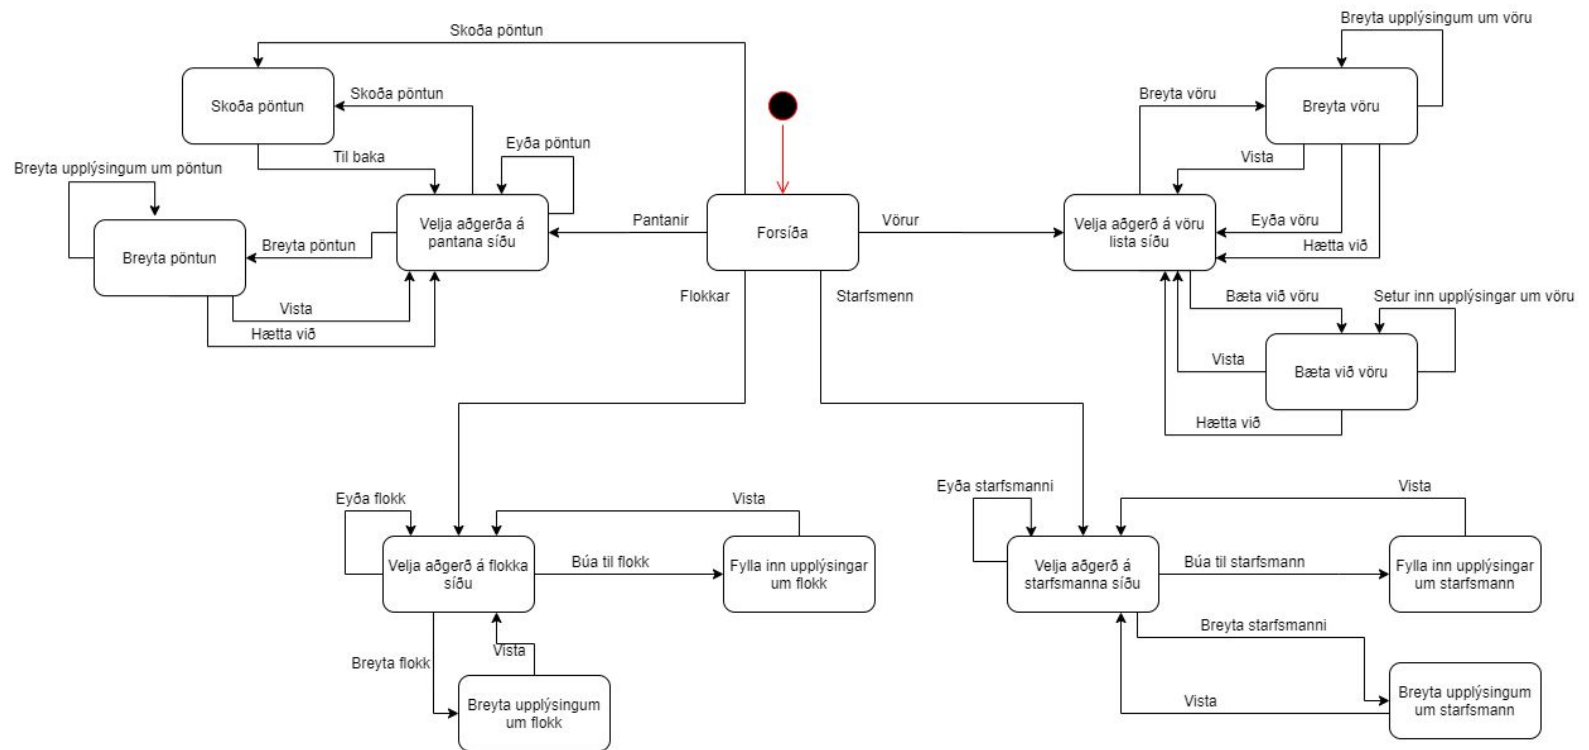 Skoða pöntun
Breyta upplýsingum um vöru
Skoða pöntun
Skoða pöntun
Breyta vöru
Breyta vöru
Eyða pöntun
Til baka
Vista
Breyta upplýsingum um pöntun
Velja aðgerða á
pantana síðu
Pantanir
Forsíða
Vörur
Velja aðgerð á vöru
lista síðu
Eyða vöru
Hætta við
Breyta pöntun
Breyta pöntun
Flokkar
Starfsmenn
Bæta við vöru
Setur inn upplýsingar um vöru
Vista
Hætta við
Vista
Bæta við vöru
Hætta við
Eyða flokk
Vista
Eyða starfsmanni
Vista
Velja aðgerð á flokka
síðu
Búa til flokk
Fylla inn upplýsingar
um flokk
Velja aðgerð á
starfsmanna síðu
Búa til starfsmann
Fylla inn upplýsingar
um starfsmann
Breyta starfsmanni
Breyta flokk
Vista
Breyta upplýsingum
um flokk
Vista
Breyta upplýsingum
um starfsmann